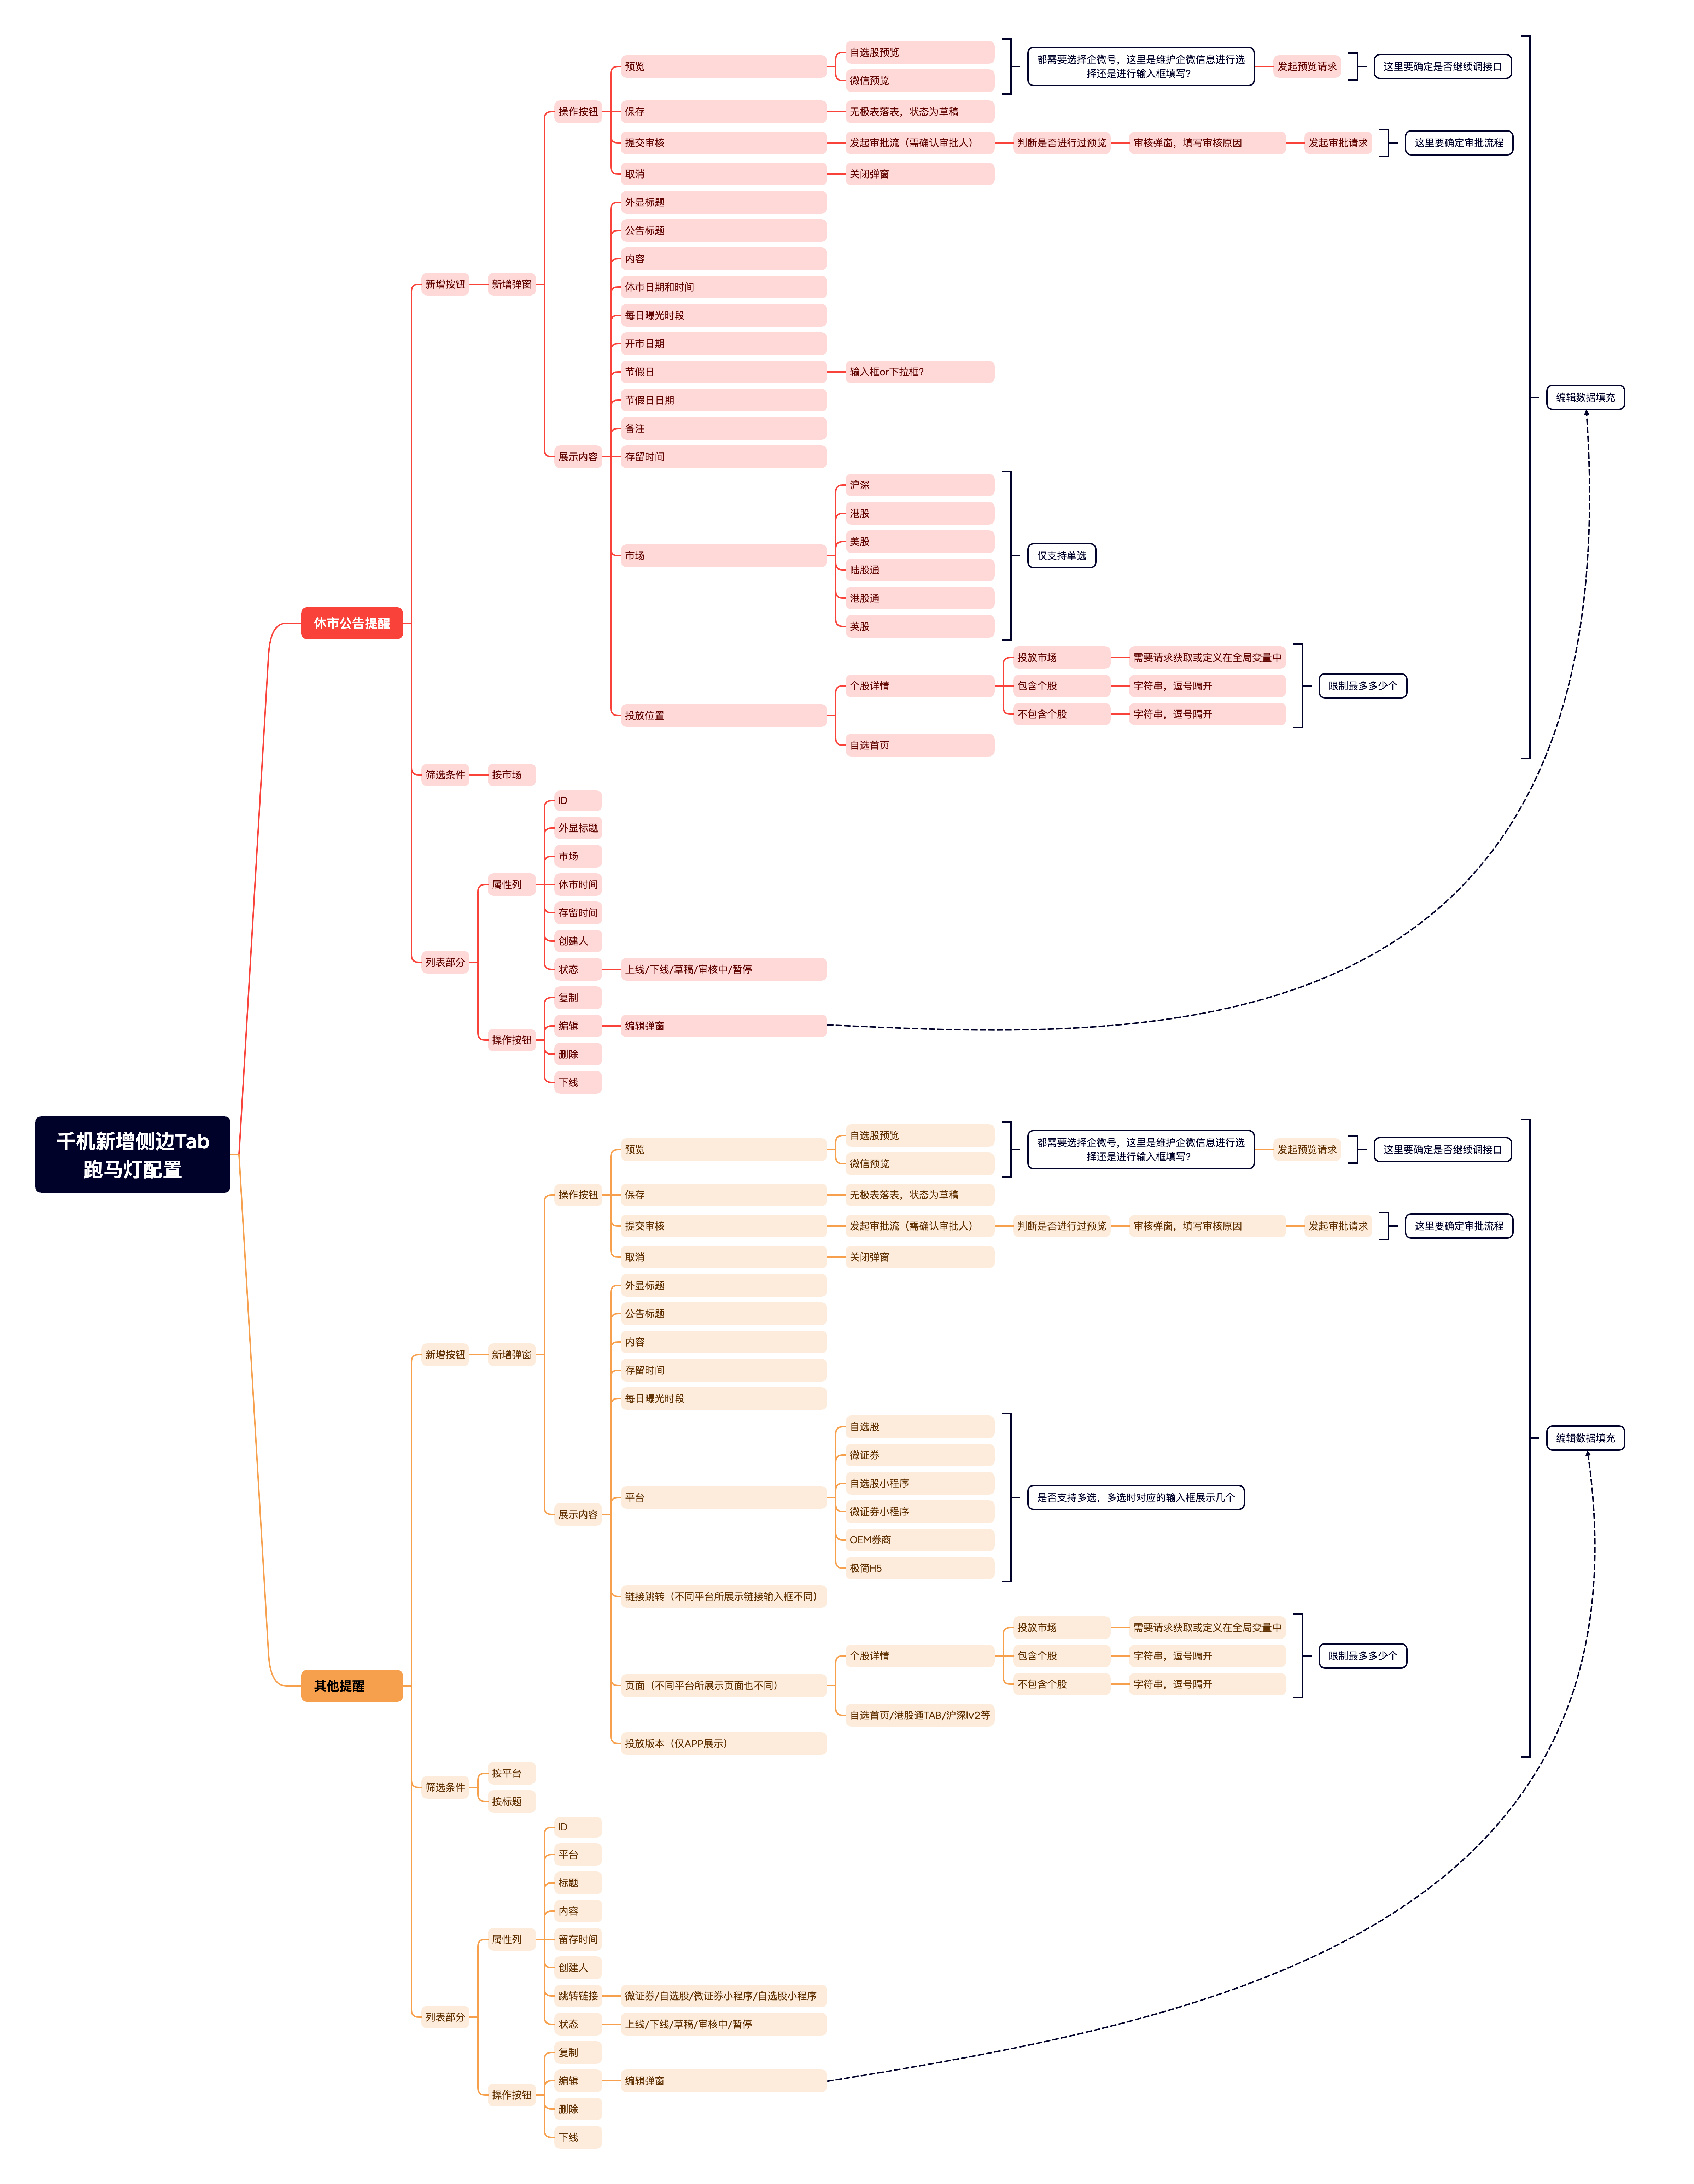 千机新增侧边Tab
跑马灯配置
休市公告提醒
新增按钮
新增弹窗
操作按钮
预览
自选股预览
微信预览
都需要选择企微号，这里是维护企微信息进行选
择还是进行输入框填写？
发起预览请求
这里要确定是否继续调接口
保存
无极表落表，状态为草稿
提交审核
发起审批流（需确认审批人）
判断是否进行过预览
审核弹窗，填写审核原因
发起审批请求
这里要确定审批流程
取消
关闭弹窗
展示内容
外显标题
公告标题
内容
休市日期和时间
每日曝光时段
开市日期
节假日
输入框or下拉框？
节假日日期
备注
存留时间
市场
沪深
港股
美股
陆股通
港股通
英股
仅支持单选
投放位置
个股详情
投放市场
需要请求获取或定义在全局变量中
包含个股
字符串，逗号隔开
不包含个股
字符串，逗号隔开
限制最多多少个
自选首页
编辑数据填充
筛选条件
按市场
列表部分
属性列
ID
外显标题
市场
休市时间
存留时间
创建人
状态
上线/下线/草稿/审核中/暂停
操作按钮
复制
编辑
编辑弹窗
删除
下线
其他提醒
新增按钮
新增弹窗
操作按钮
预览
自选股预览
微信预览
都需要选择企微号，这里是维护企微信息进行选
择还是进行输入框填写？
发起预览请求
这里要确定是否继续调接口
保存
无极表落表，状态为草稿
提交审核
发起审批流（需确认审批人）
判断是否进行过预览
审核弹窗，填写审核原因
发起审批请求
这里要确定审批流程
取消
关闭弹窗
展示内容
外显标题
公告标题
内容
存留时间
每日曝光时段
平台
自选股
微证券
自选股小程序
微证券小程序
OEM券商
极简H5
是否支持多选，多选时对应的输入框展示几个
链接跳转（不同平台所展示链接输入框不同）
页面（不同平台所展示页面也不同）
个股详情
投放市场
需要请求获取或定义在全局变量中
包含个股
字符串，逗号隔开
不包含个股
字符串，逗号隔开
限制最多多少个
自选首页/港股通TAB/沪深lv2等
投放版本（仅APP展示）
编辑数据填充
筛选条件
按平台
按标题
列表部分
属性列
ID
平台
标题
内容
留存时间
创建人
跳转链接
微证券/自选股/微证券小程序/自选股小程序
状态
上线/下线/草稿/审核中/暂停
操作按钮
复制
编辑
编辑弹窗
删除
下线